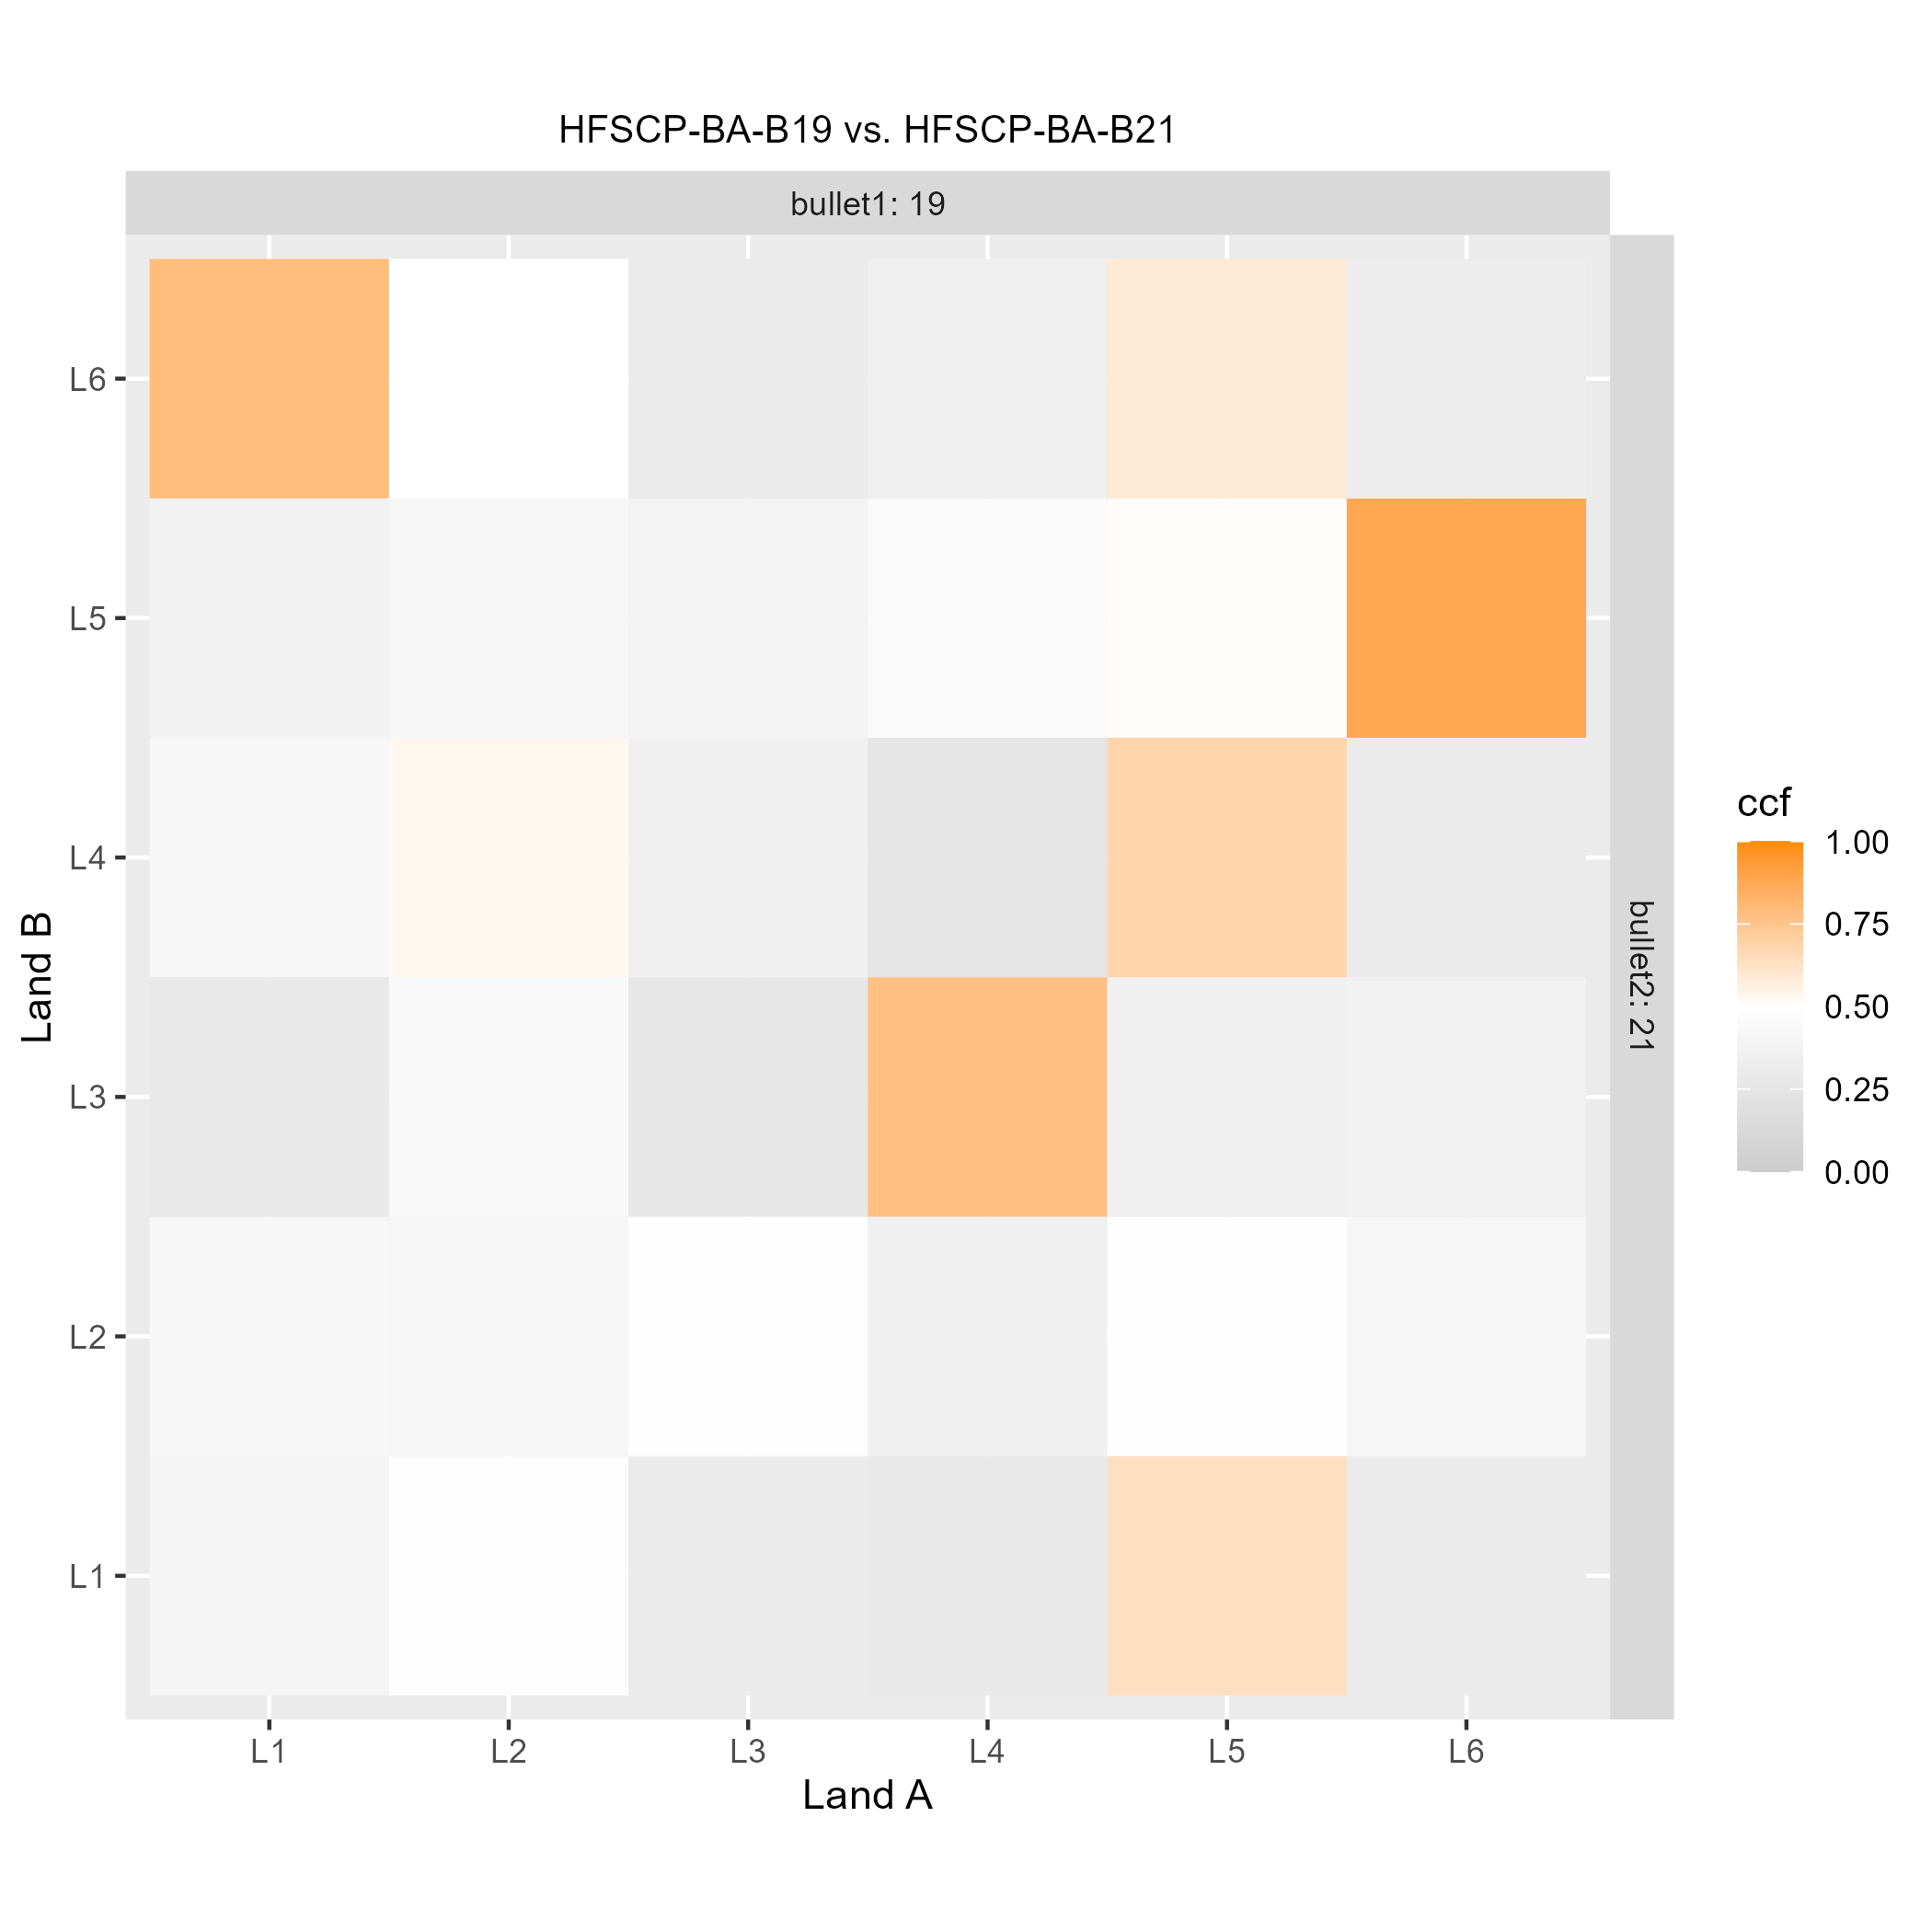 HFSCP-BA-B19 vs. HFSCP-BA-B21
bullet1: 19
L6
L5
L4
L3
L2
L1
Land B
bullet2: 21
L1 L2 L3 L4 L5 L6
Land A
ccf
1.00
0.75
0.50
0.25
0.00